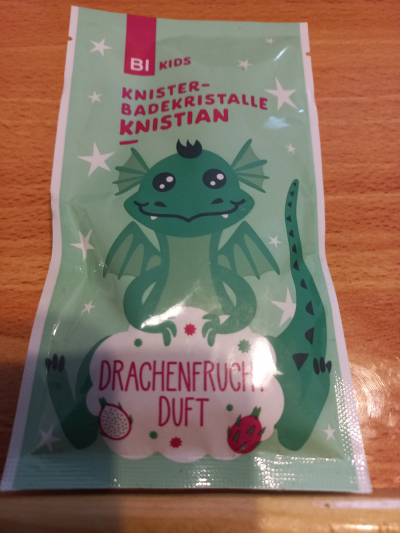 BI KIDS
KNISTER-
BADEKRISTALLE
KNISTIAN
DRACHENFRUCHT
DUFT